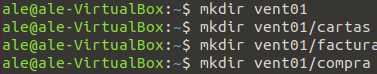 ale@ale-VirtualBox:~$ mkdir vent01
ale@ale-VirtualBox:~$ mkdir vent01/cartas
ale@ale-VirtualBox:~$ mkdir vent01/factura
ale@ale-VirtualBox:~$ mkdir vent01/compra